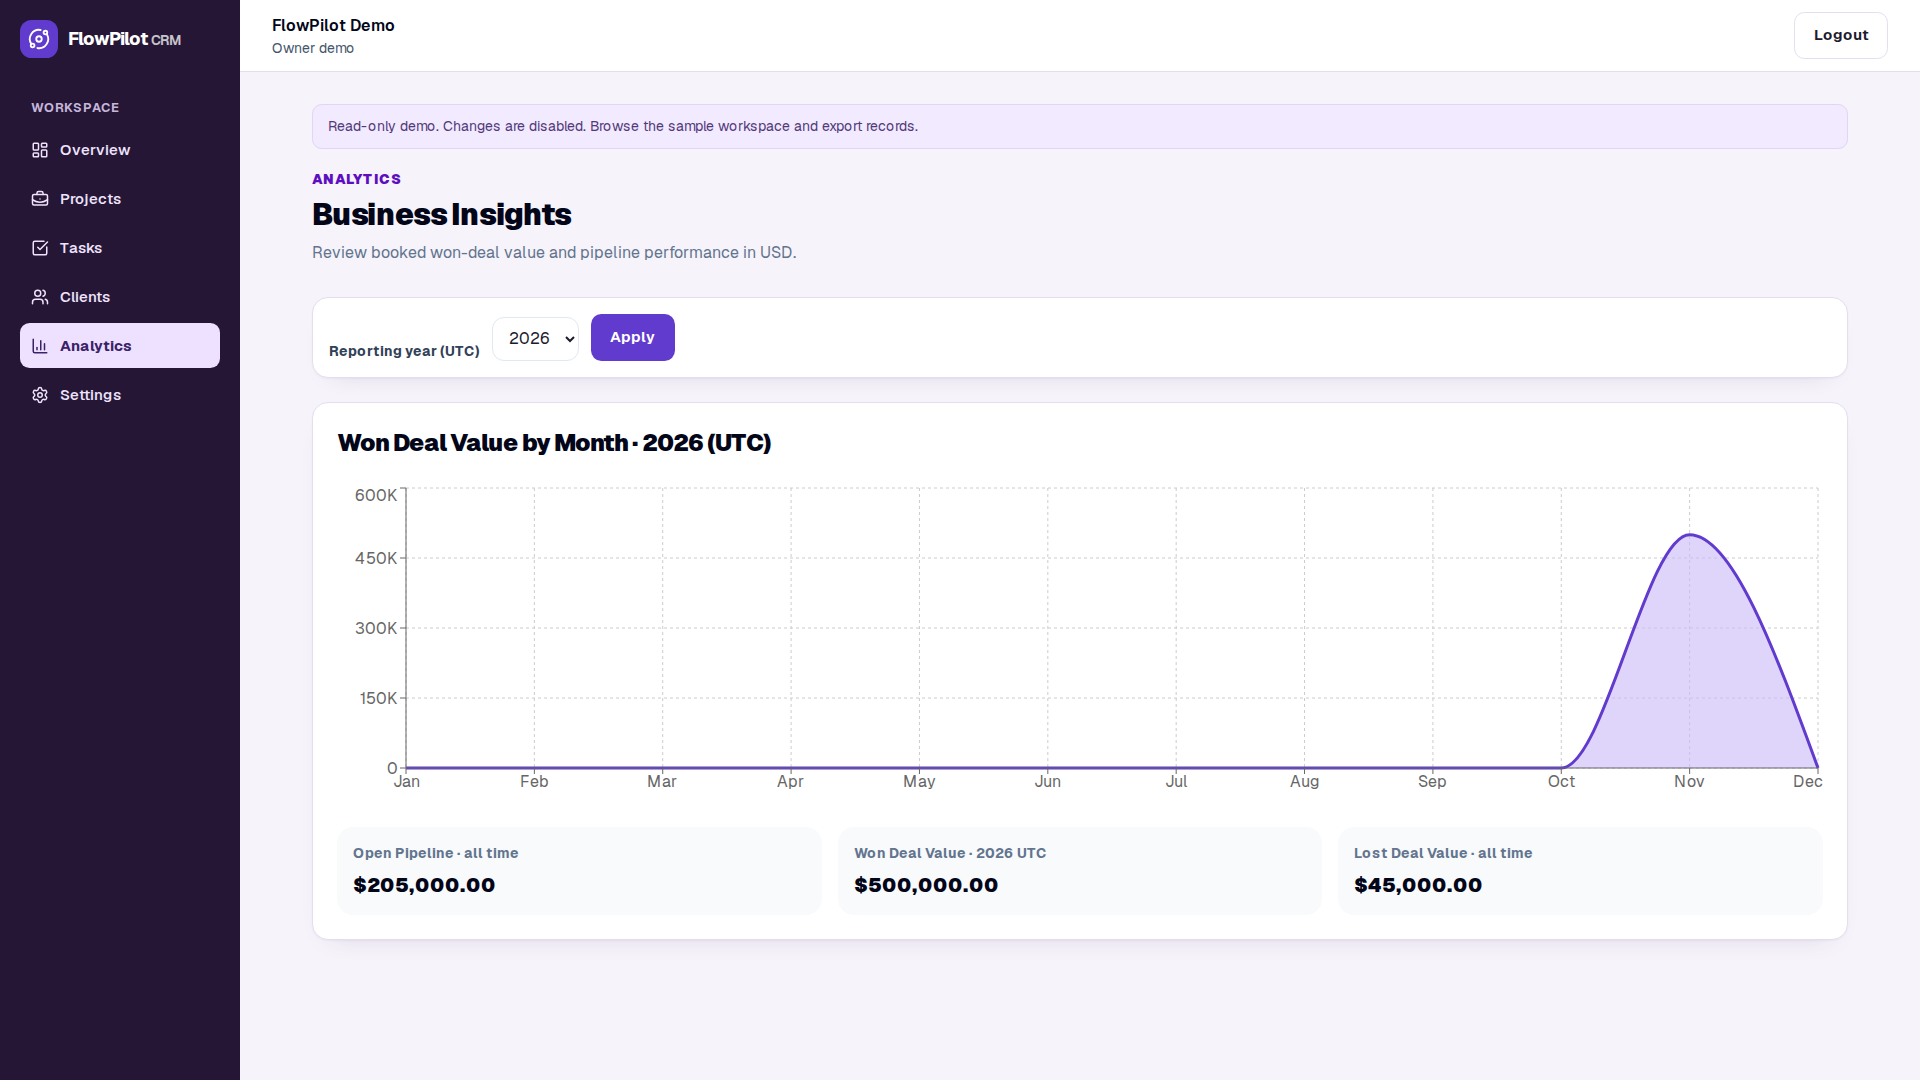 FlowPilot CRM
WORKSPACE
Overview
Projects
Tasks
Clients
Analytics
Settings
FlowPilot Demo
Owner demo
Logout
Read-only demo. Changes are disabled. Browse the sample workspace and export records.
ANALYTICS
Business Insights
Review booked won-deal value and pipeline performance in USD.
Reporting year (UTC)
2026
Apply
Won Deal Value by Month · 2026 (UTC)
600K
450K
300K
150K
0
Jan Feb Mar Apr May Jun Jul Aug Sep Oct Nov Dec
Open Pipeline · all time
$205,000.00
Won Deal Value · 2026 UTC
$500,000.00
Lost Deal Value · all time
$45,000.00